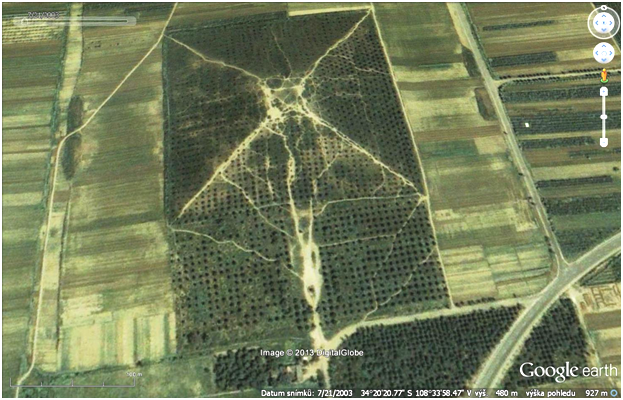 Image © 2013 DigitalGlobe
Google earth
Datum snímků: 7/21/2003 34°20'20.77" S 108°33'58.47" V výš 480 m výška pohledu 927 m